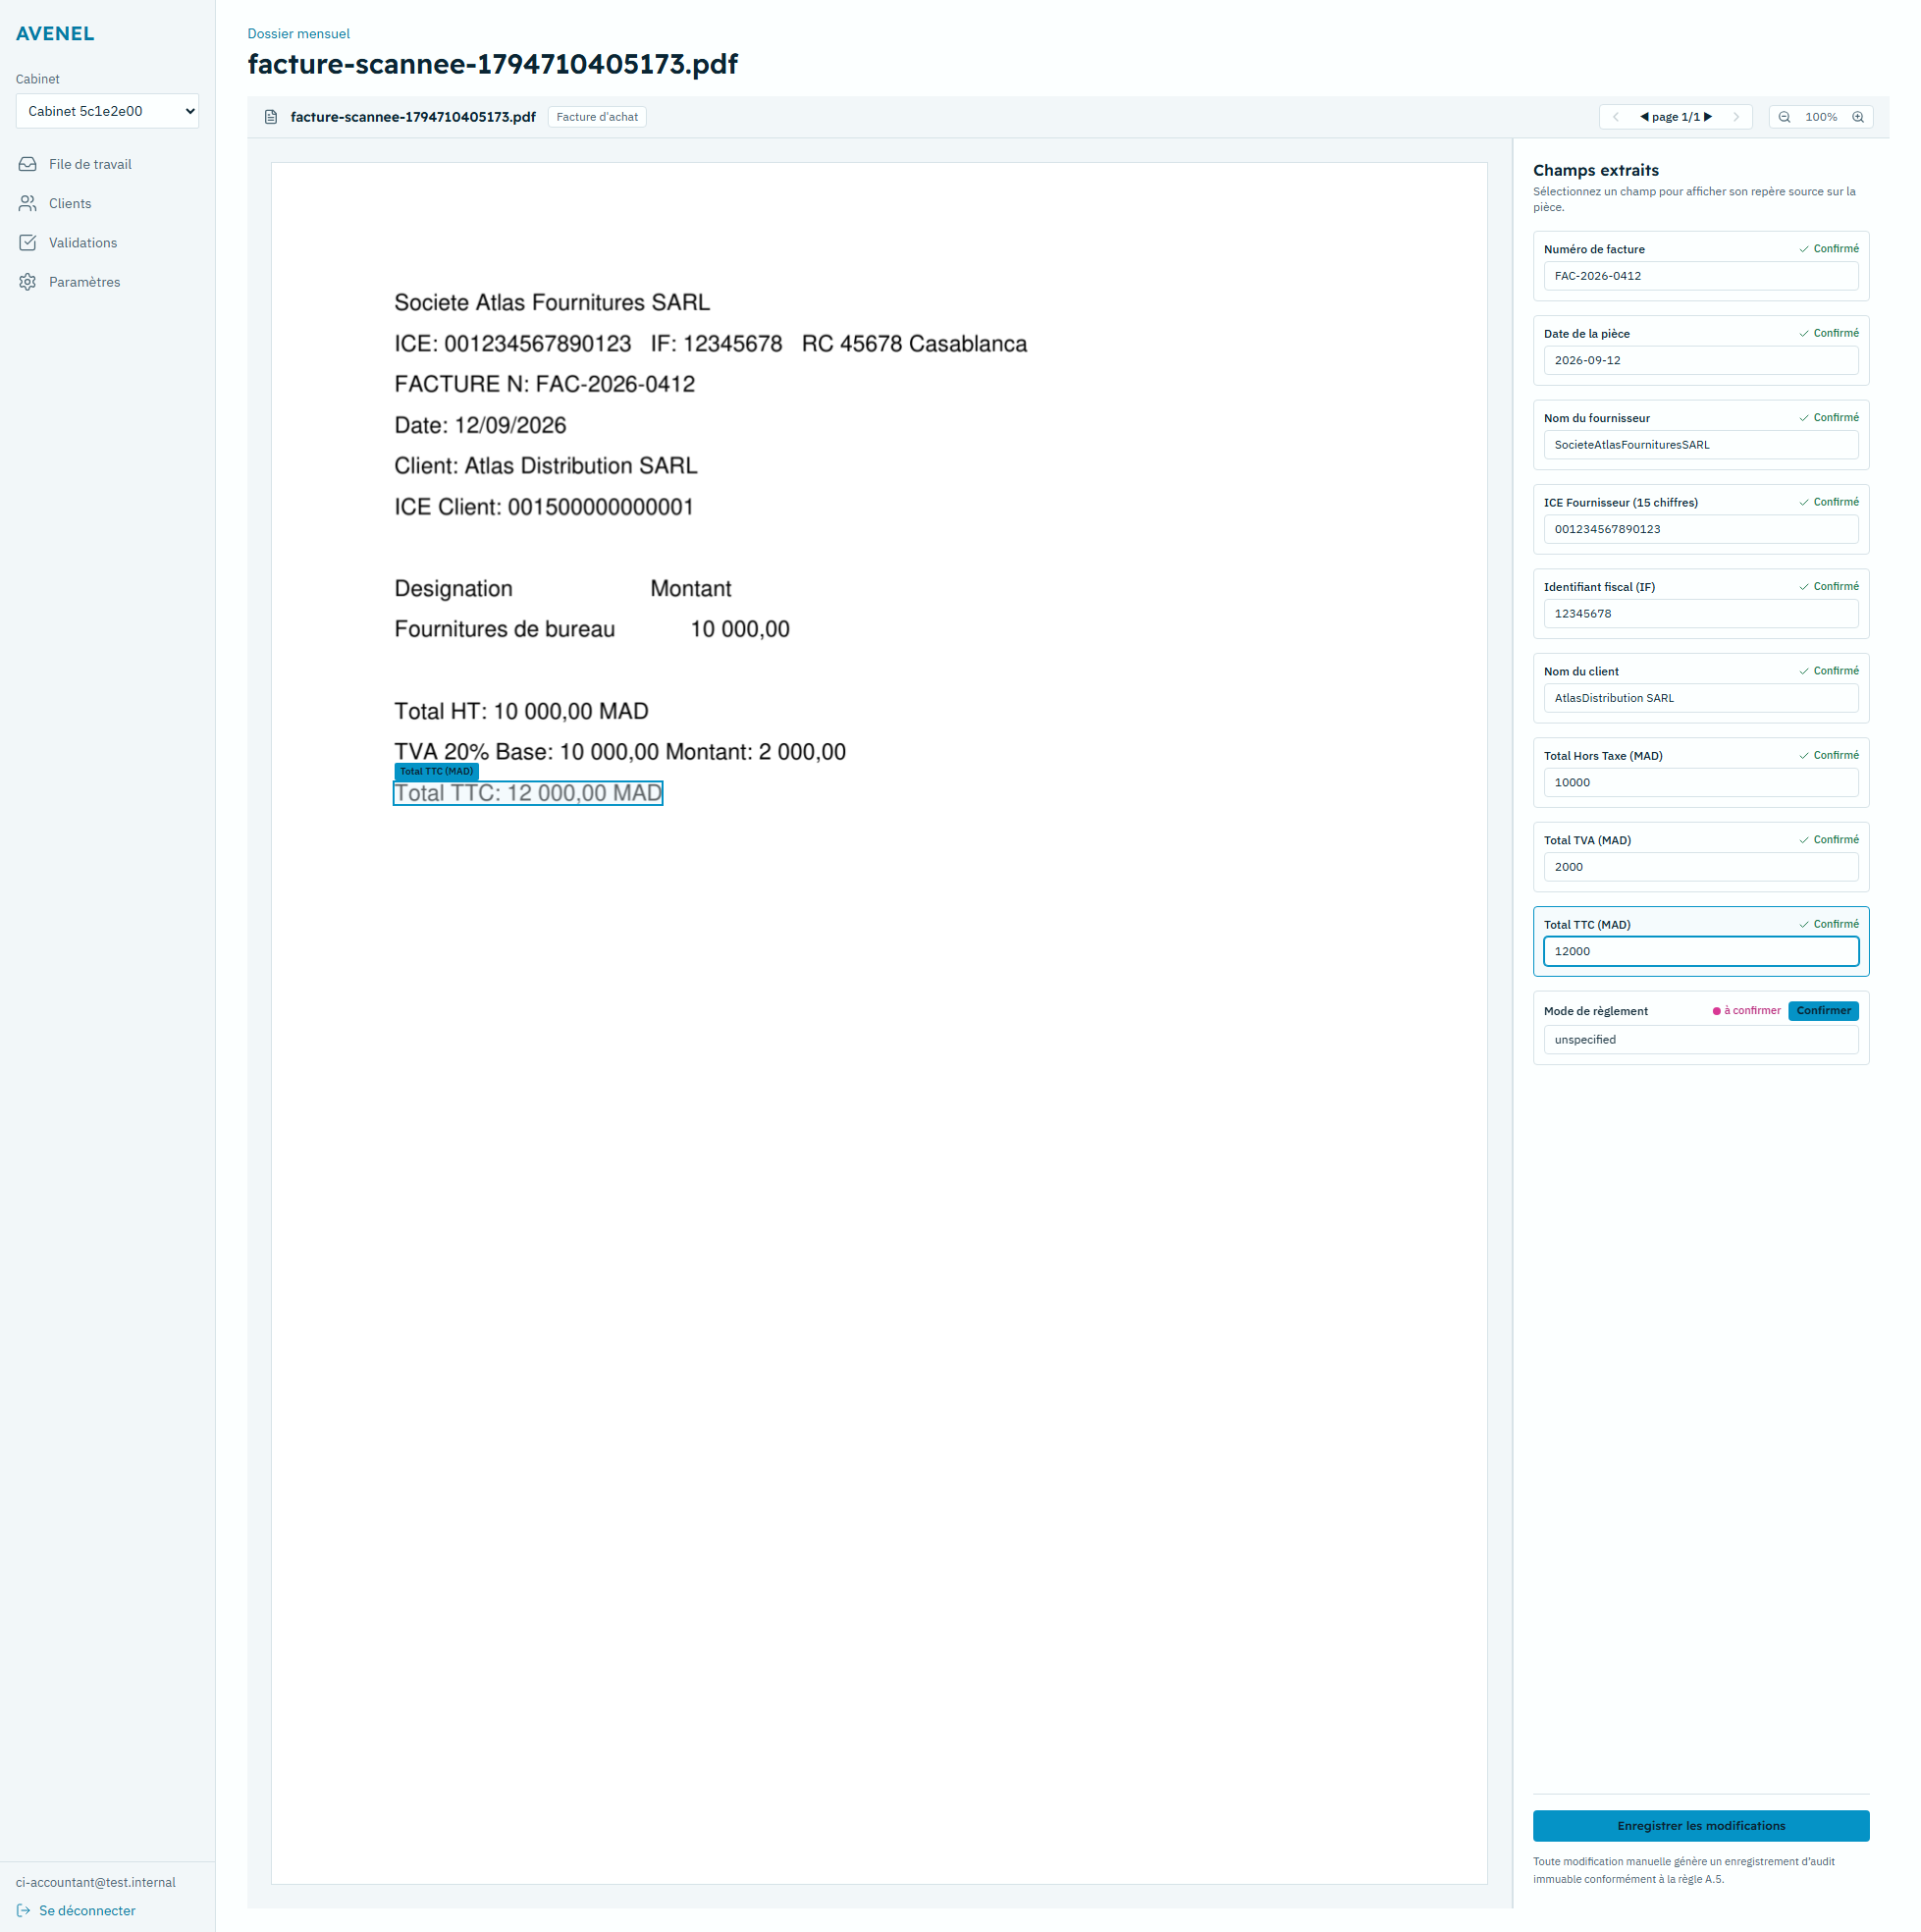 AVENEL
Cabinet
Cabinet 5c1e2e00
File de travail
Clients
Validations
Paramètres
ci-accountant@test.internal
Se déconnecter
Dossier mensuel
facture-scannee-1794710405173.pdf
facture-scannee-1794710405173.pdf Facture d'achat
◀ page 1/1 ▶ 100%
Societe Atlas Fournitures SARL
ICE: 001234567890123 IF: 12345678 RC 45678 Casablanca
FACTURE N: FAC-2026-0412
Date: 12/09/2026
Client: Atlas Distribution SARL
ICE Client: 001500000000001
Designation Montant
Fournitures de bureau 10 000,00
Total HT: 10 000,00 MAD
TVA 20% Base: 10 000,00 Montant: 2 000,00
Total TTC (MAD)
Total TTC: 12 000,00 MAD
Champs extraits
Sélectionnez un champ pour afficher son repère source sur la
pièce.
Numéro de facture Confirmé
FAC-2026-0412
Date de la pièce Confirmé
2026-09-12
Nom du fournisseur Confirmé
SocieteAtlasFournituresSARL
ICE Fournisseur (15 chiffres) Confirmé
001234567890123
Identifiant fiscal (IF) Confirmé
12345678
Nom du client Confirmé
AtlasDistribution SARL
Total Hors Taxe (MAD) Confirmé
10000
Total TVA (MAD) Confirmé
2000
Total TTC (MAD) Confirmé
12000
Mode de règlement à confirmer Confirmer
unspecified
Enregistrer les modifications
Toute modification manuelle génère un enregistrement d'audit
immuable conformément à la règle A.5.